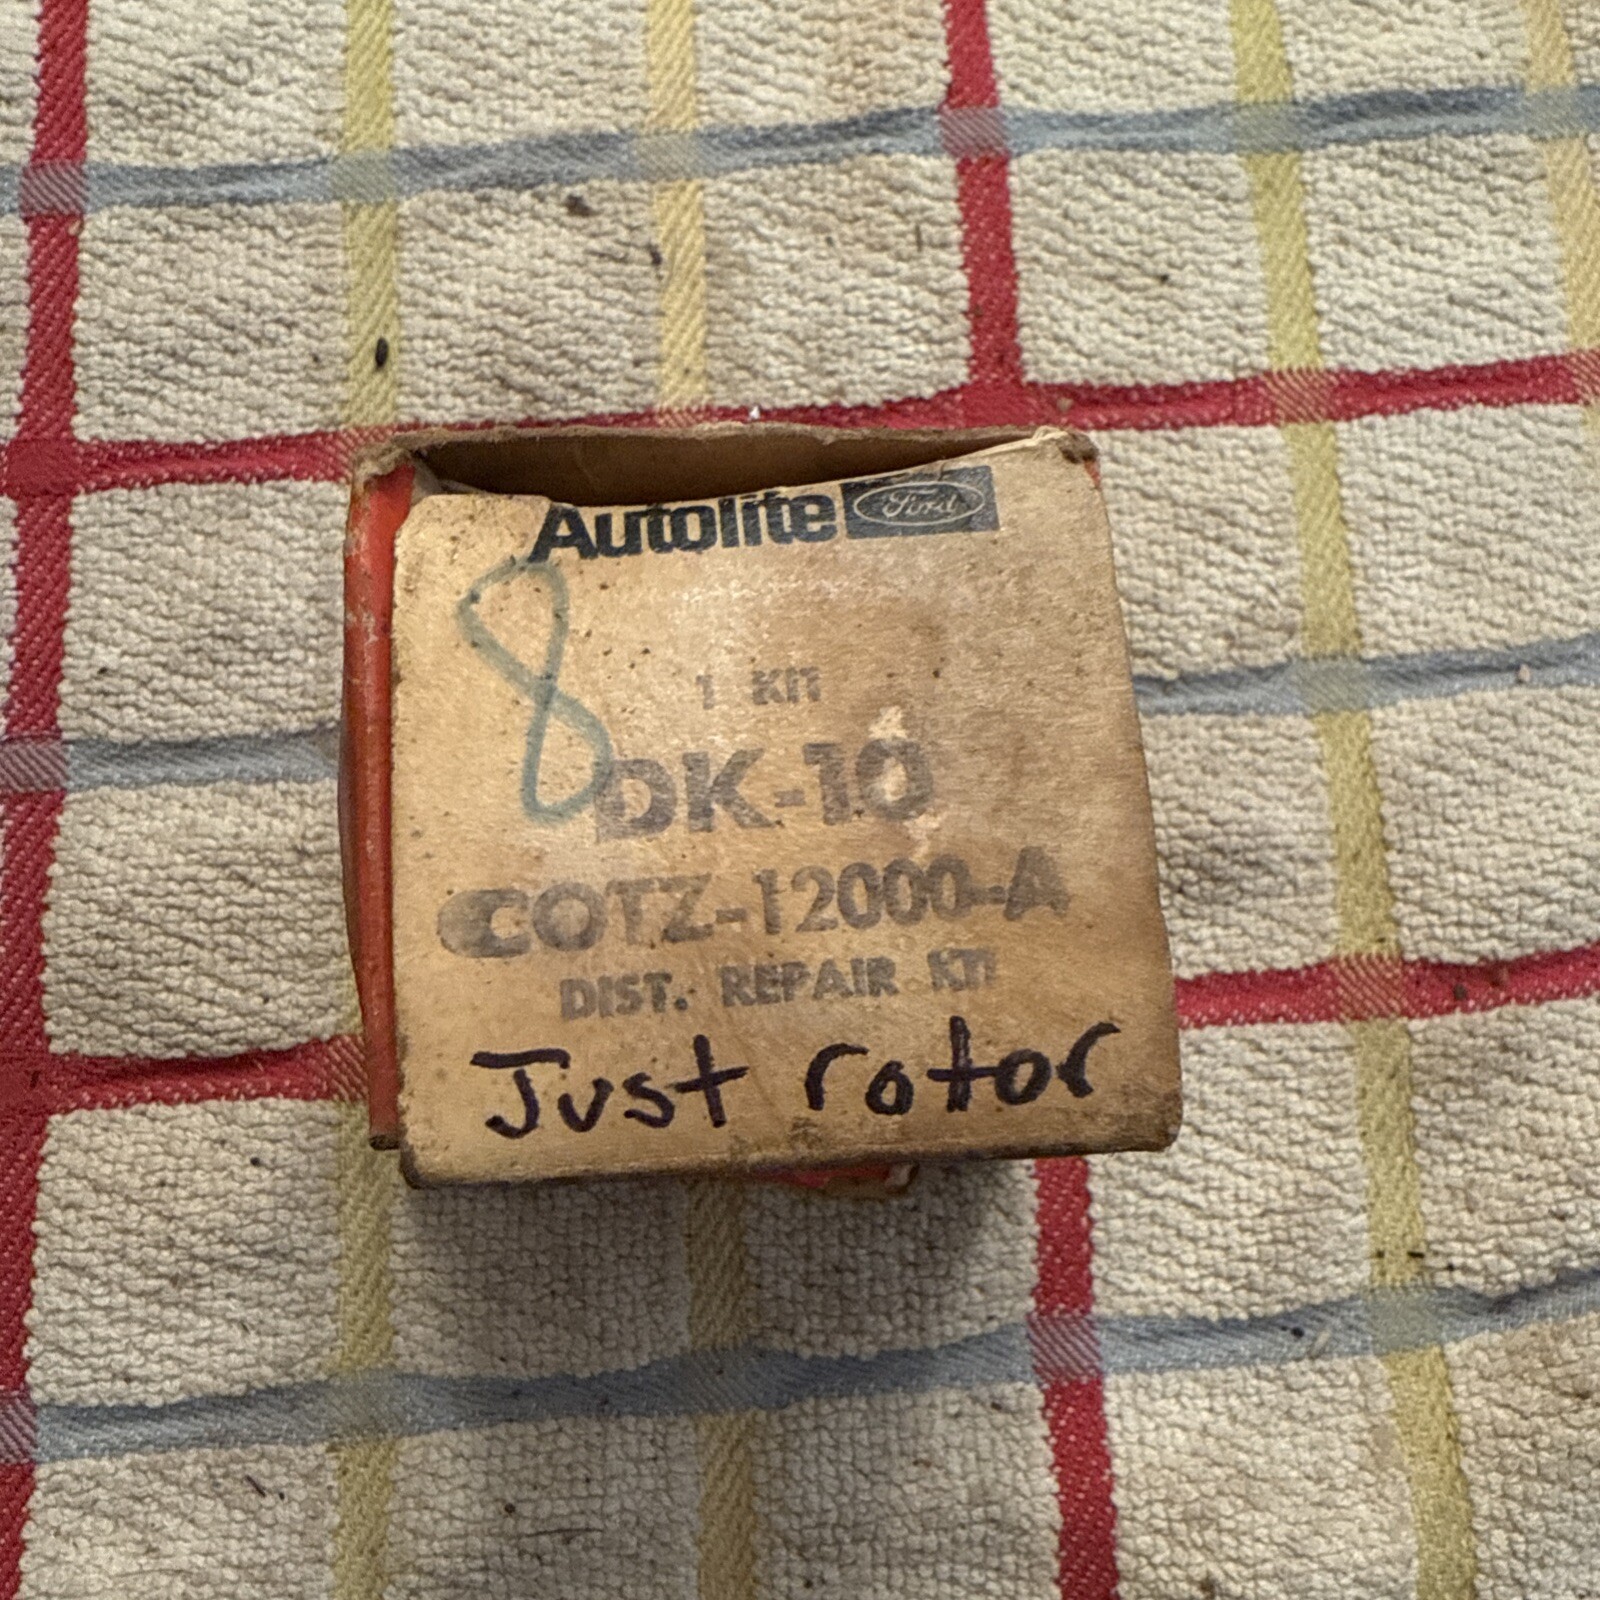 Autolite Ford
8
1 KIT
DK-10
COTZ-12000-A
DIST. REPAIR KIT
Just rotor